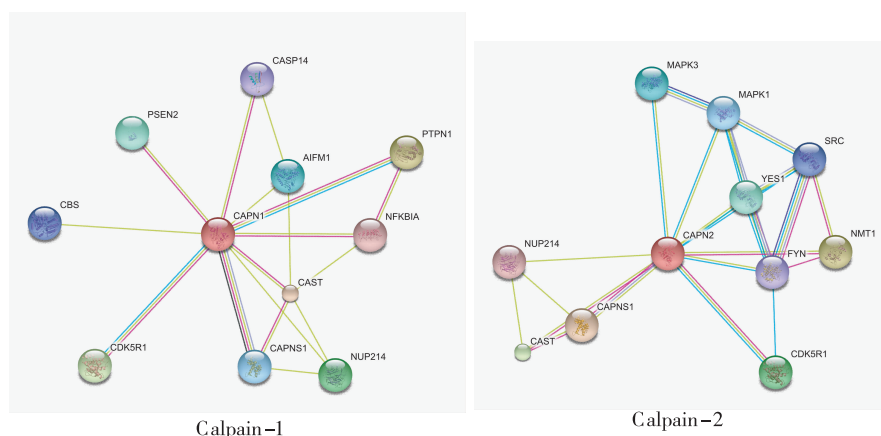 CASP14
PSEN2
PTPN1
AIFM1
CBS
CAPN1
NFKBIA
CAST
CDK5R1
CAPNS1
NUP214
Calpain-1
MAPK3
MAPK1
SRC
YES1
NMT1
CAPN2
FYN
NUP214
CAPNS1
CAST
CDK5R1
Calpain-2